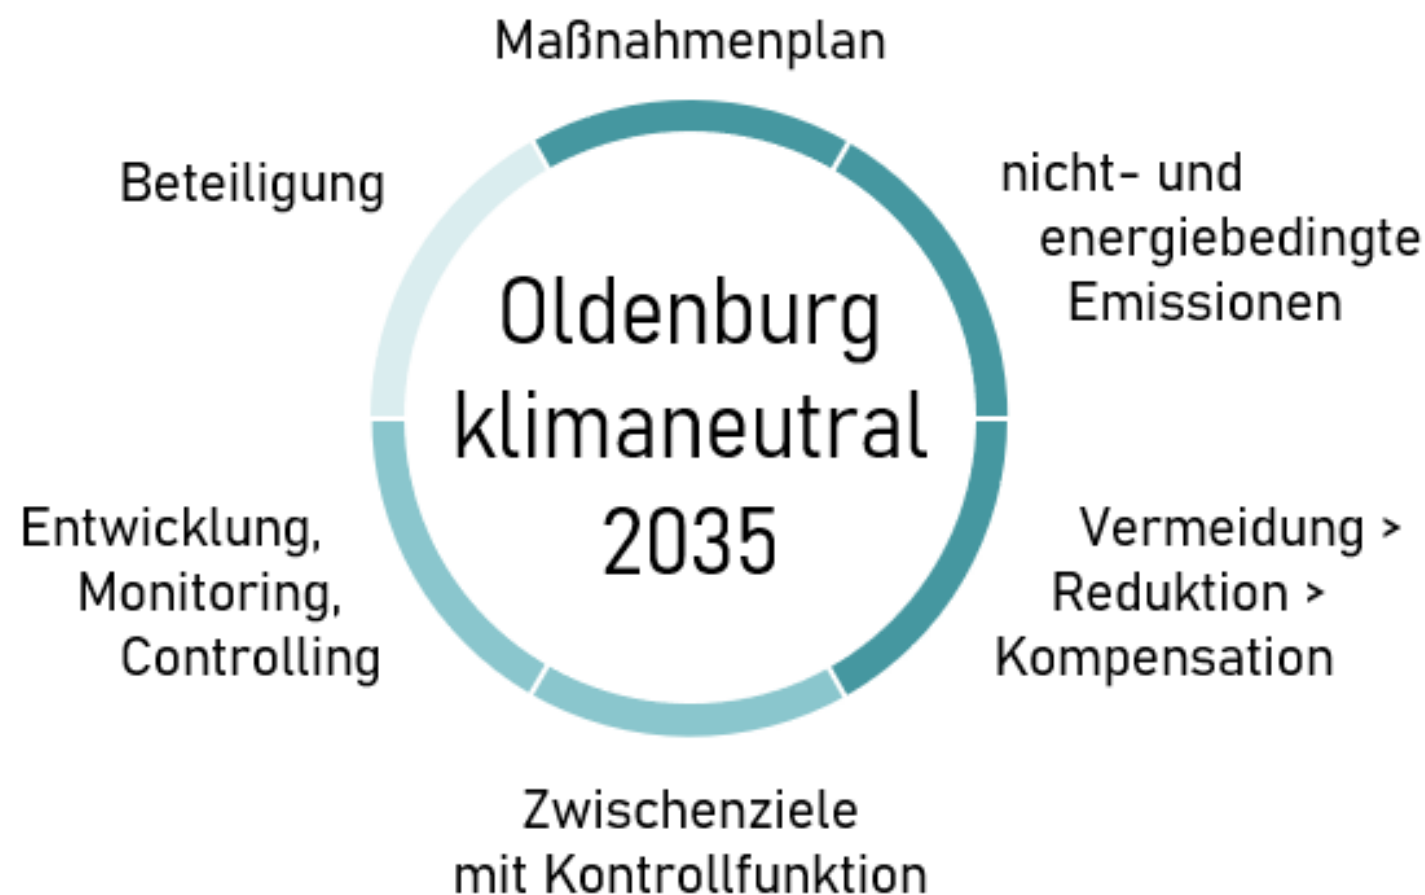 Maßnahmenplan
Beteiligung
nicht- und
energiebedingte
Emissionen
Oldenburg
klimaneutral
2035
Entwicklung,
Monitoring,
Controlling
Vermeidung >
Reduktion >
Kompensation
Zwischenziele
mit Kontrollfunktion